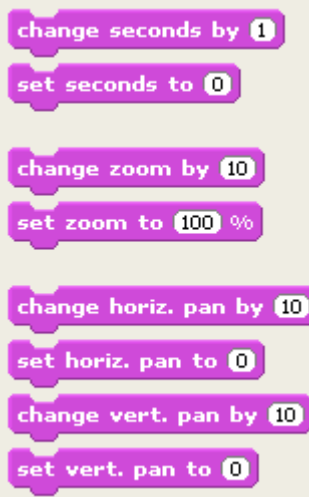 change seconds by 1
set seconds to 0
change zoom by 10
set zoom to 100 %
change horiz. pan by 10
set horiz. pan to 0
change vert. pan by 10
set vert. pan to 0